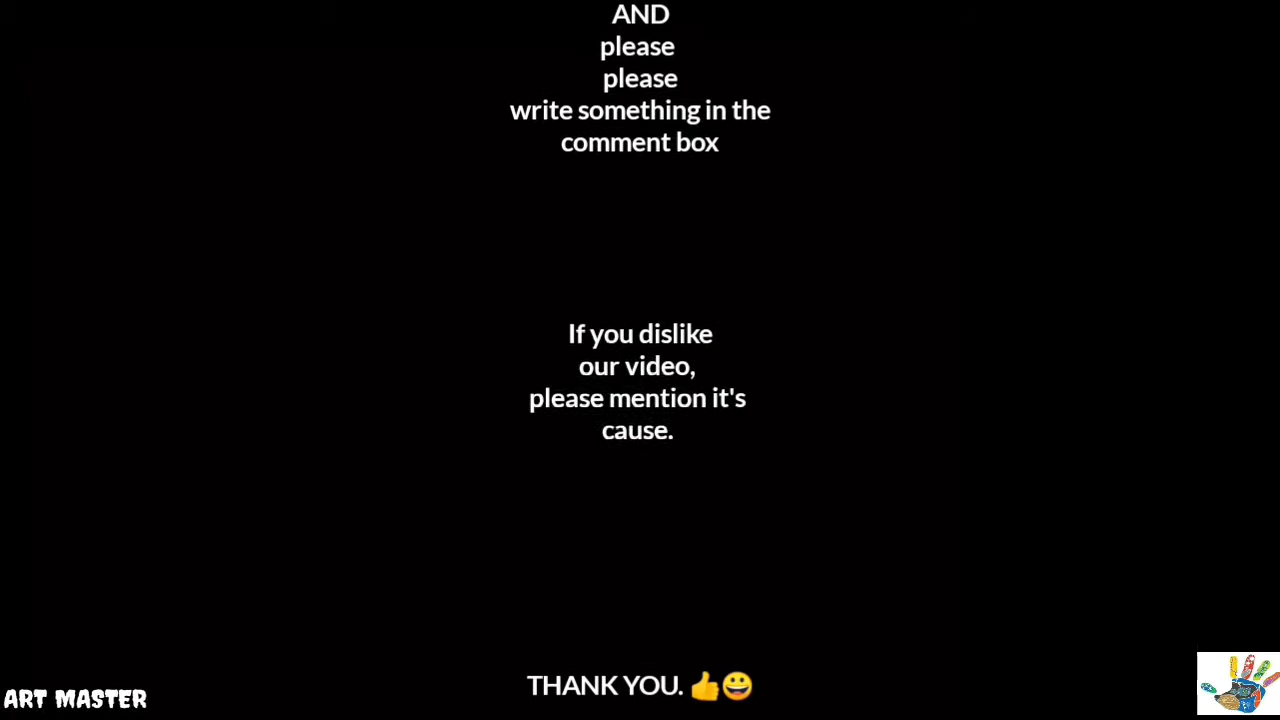 AND
please
please
write something in the
comment box
If you dislike
our video,
please mention it's
cause.
THANK YOU. 👍😀
ART MASTER